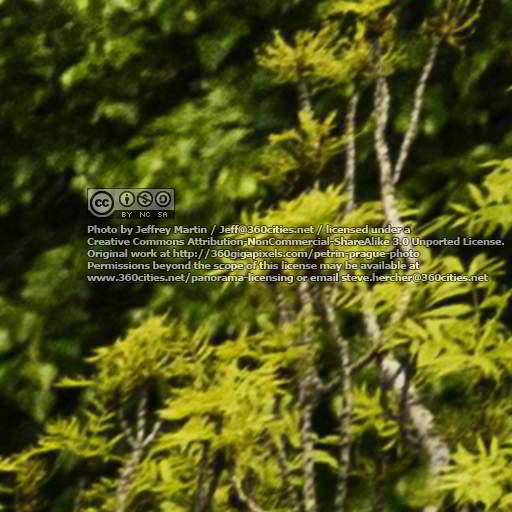 cc
BY NC SA
Photo by Jeffrey Martin / Jeff@360cities.net / licensed under a
Creative Commons Attribution-NonCommercial-ShareAlike 3.0 Unported License.
Original work at http://360gigapixels.com/petrin-prague-photo
Permissions beyond the scope of this license may be available at
www.360cities.net/panorama-licensing or email steve.hercher@360cities.net